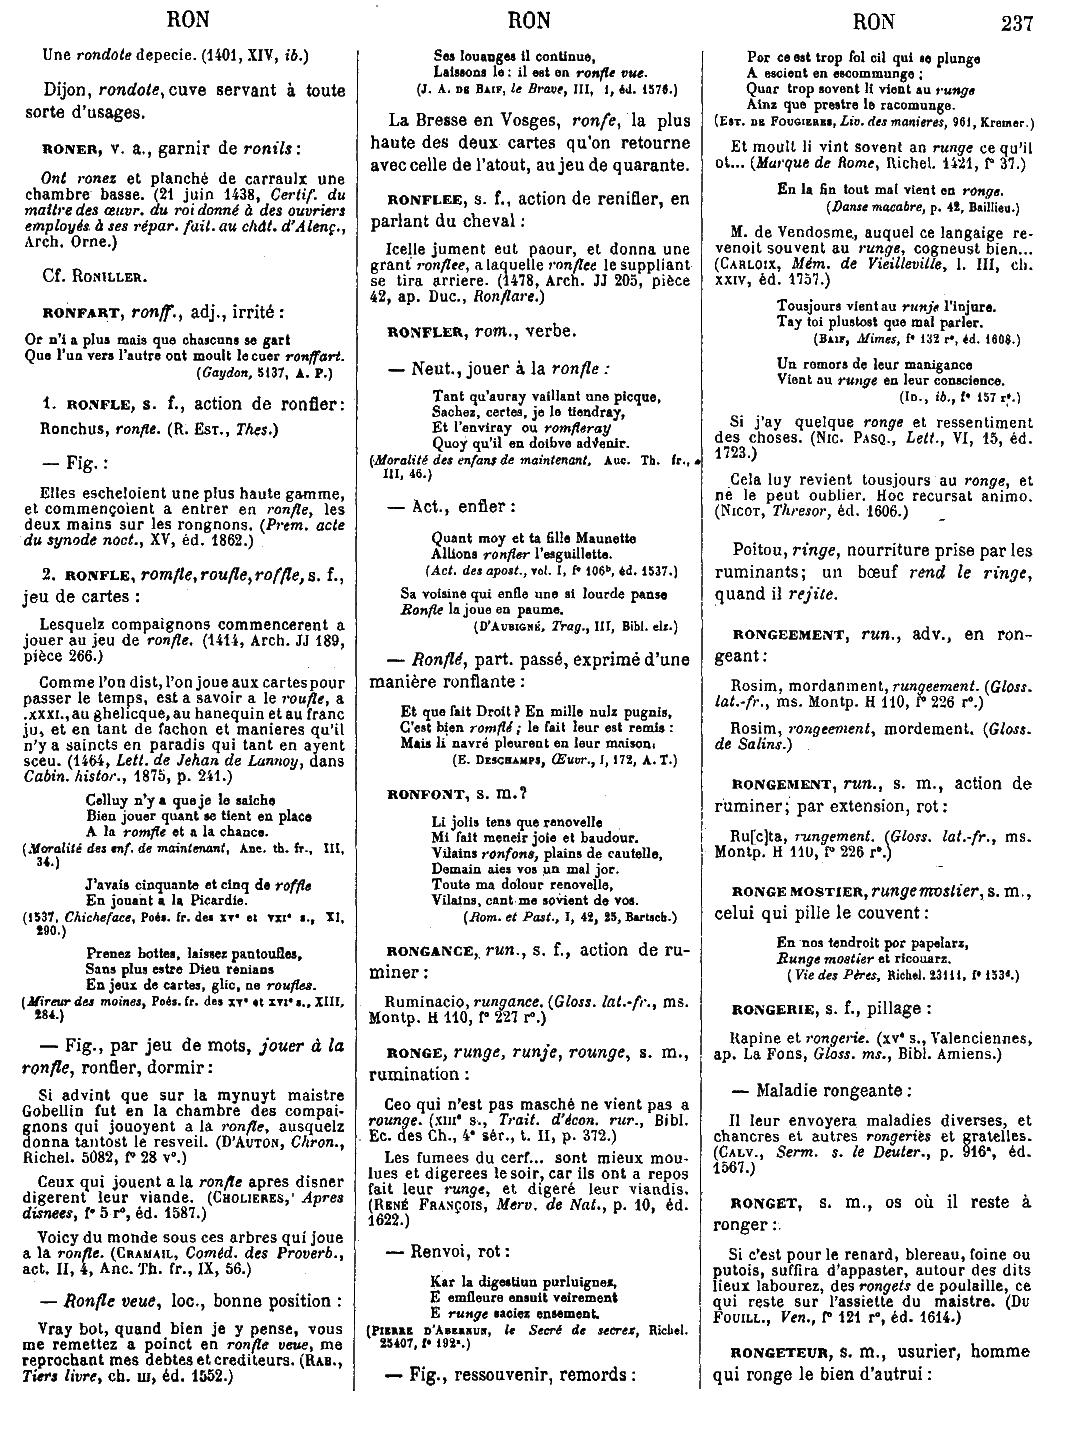 RON
RON
RON
237
Une rondote depecie. (1401, XIV, ib.)
Dijon, rondote, cuve servant à toute
sorte d'usages.
RONER, v. a., garnir de ronils :
Ont ronez et planché de carraulx une
chambre basse. (21 juin 1438, Certif. du
maître des œuvr. du roi donné à des ouvriers
employés à ses répar. fait. au chât. d'Alenç.,
Arch. Orne.)
Cf. RONILLER.
RONFART, ronff., adj., irrité :
Or n'i a plus mais que chascuns se gart
Que l'un vers l'autre ont moult le cuer ronffart.
(Gaydon, 5137, A. P.)
1. RONFLE, s. f., action de ronfler :
Ronchus, ronfle. (R. EST., Thes.)
— Fig. :
Elles escheloient une plus haute gamme,
et commençoient a entrer en ronfle, les
deux mains sur les rongnons. (Prem. acte
du synode noct., XV, éd. 1862.)
2. RONFLE, romfle, roufle, roffle, s. f.,
jeu de cartes :
Lesquelz compaignons commencerent a
jouer au jeu de ronfle. (1414, Arch. JJ 189,
pièce 266.)
Comme l'on dist, l'on joue aux cartes pour
passer le temps, est a savoir a le roufle, a
.XXXI., au ghelicque, au hanequin et au franc
ju, et en tant de fachon et manieres qu'il
n'y a saincts en paradis qui tant en ayent
sceu. (1464, Lett. de Jehan de Lannoy, dans
Cabin. histor., 1875, p. 241.)
Celluy n'y a que je le saiche
Bien jouer quant se tient en place
A la romfle et a la chance.
(Moralité des enf. de maintenant, Anc. th. fr., III,
34.)
J'avais cinquante et cinq de roffle
En jouant a la Picardie.
(1537, Chicheface, Poés. fr. des XVe et XVIe s., XI,
290.)
Prenez bottes, laissez pantoufles,
Sans plus estre Dieu renians
En jeux de cartes, glic, ne roufles.
(Mireur des moines, Poés. fr. des XVe et XVIe s., XIII,
284.)
— Fig., par jeu de mots, jouer à la
ronfle, ronfler, dormir :
Si advint que sur la mynuyt maistre
Gobellin fut en la chambre des compai-
gnons qui jouoyent a la ronfle, ausquelz
donna tantost le resveil. (D'AUTON, Chron.,
Richel. 5082, f° 28 v°.)
Ceux qui jouent a la ronfle apres disner
digerent leur viande. (CHOLIERES, Apres
disnees, f° 5 r°, éd. 1587.)
Voicy du monde sous ces arbres qui joue
a la ronfle. (CRAMAIL, Coméd. des Proverb.,
act. II, 4, Anc. Th. fr., IX, 56.)
— Ronfle veue, loc., bonne position :
Vray bot, quand bien je y pense, vous
me remettez a poinct en ronfle veue, me
reprochant mes debtes et crediteurs. (RAB.,
Tiers livre, ch. III, éd. 1552.)
Ses louanges il continue,
Laissons le : il est en ronfle vue.
(J. A. DE BAIF, le Brave, III, 1, éd. 1573.)
La Bresse en Vosges, ronfe, la plus
haute des deux cartes qu'on retourne
avec celle de l'atout, au jeu de quarante.
RONFLEE, s. f., action de renifler, en
parlant du cheval :
Icelle jument eut paour, et donna une
grant ronflee, a laquelle ronflee le suppliant
se tira arriere. (1478, Arch. JJ 205, pièce
42, ap. Duc., Ronflare.)
RONFLER, rom., verbe.
— Neut., jouer à la ronfle :
Tant qu'auray vaillant une picque,
Sachez, certes, je le tiendray,
Et l'enviray ou romfleray
Quoy qu'il en doibve advenir.
(Moralité des enfans de maintenant, Auc. Th. fr.,
III, 46.)
— Act., enfler :
Quant moy et ta fille Maunette
Allions ronfler l'esguillette.
(Act. des apost., vol. I, f° 106b, éd. 1537.)
Sa voisine qui enfle une si lourde panse
Ronfle la joue en paume.
(D'AUBIGNÉ, Trag., III, Bibl. elz.)
— Ronflé, part. passé, exprimé d'une
manière ronflante :
Et que fait Droit ? En mille nulz pugnis,
C'est bien romflé ; le fait leur est remis :
Mais li navré pleurent en leur maison.
(E. DESCHAMPS, Œuvr., I, 172, A. T.)
RONFONT, s. m.?
Li jolis tens que renovelle
Mi fait meneir joie et baudour.
Vilains ronfons, plains de cautelle,
Demain aies vos un mal jor.
Toute ma dolour renovelle,
Vilains, cant me sovient de vos.
(Rom. et Past., I, 42, 25, Bartsch.)
RONGANCE, run., s. f., action de ru-
miner :
Ruminacio, rungance. (Gloss. lat.-fr., ms.
Montp. H 110, f° 227 r°.)
RONGE, runge, runje, rounge, s. m.,
rumination :
Ceo qui n'est pas masché ne vient pas a
rounge. (XIIIe s., Trait. d'écon. rur., Bibl.
Ec. des Ch., 4e sér., t. II, p. 372.)
Les fumees du cerf... sont mieux mou-
lues et digerees le soir, car ils ont a repos
fait leur runge, et digeré leur viandis.
(RENÉ FRANÇOIS, Merv. de Nat., p. 10, éd.
1622.)
— Renvoi, rot :
Kar la digestiun purluignez,
E emfleure ensuit veirement
E runge saciez ensement.
(PIERRE D'ABERNUN, le Secré de secrez, Richel.
25407, f° 192a.)
— Fig., ressouvenir, remords :
Por ce est trop fol cil qui se plunge
A escient en escommunge ;
Quar trop sovent li vient au runge
Ainz que prestre le racomunge.
(EST. DE FOUGIERES, Liv. des manieres, 961, Kremer.)
Et moult li vint sovent an runge ce qu'il
ot... (Marque de Rome, Richel. 1421, f° 37.)
En la fin tout mal vient en ronge.
(Danse macabre, p. 42, Baillieu.)
M. de Vendosme, auquel ce langaige re-
venoit souvent au runge, cogneust bien...
(CARLOIX, Mém. de Vieilleville, l. III, ch.
XXIV, éd. 1757.)
Tousjours vient au runje l'injure.
Tay toi plustost que mal parler.
(BAIF, Mimes, f° 132 r°, éd. 1608.)
Un remors de leur manigance
Vient au runge en leur conscience.
(ID., ib., f° 157 r°.)
Si j'ay quelque ronge et ressentiment
des choses. (NIC. PASQ., Lett., VI, 15, éd.
1723.)
Cela luy revient tousjours au ronge, et
ne le peut oublier. Hoc recursat animo.
(NICOT, Thresor, éd. 1606.)
Poitou, ringe, nourriture prise par les
ruminants ; un bœuf rend le ringe,
quand il rejite.
RONGEEMENT, run., adv., en ron-
geant :
Rosim, mordanment, rungeement. (Gloss.
lat.-fr., ms. Montp. H 110, f° 226 r°.)
Rosim, rongeement, mordement. (Gloss.
de Salins.)
RONGEMENT, run., s. m., action de
ruminer ; par extension, rot :
Ru[c]ta, rungement. (Gloss. lat.-fr., ms.
Montp. H 110, f° 226 r°.)
RONGE MOSTIER, runge mostier, s. m.,
celui qui pille le couvent :
En nos tendroit por papelarz,
Runge mostier et ricouarz.
(Vie des Pères, Richel. 23111, f° 153d.)
RONGERIE, s. f., pillage :
Rapine et rongerie. (XVe s., Valenciennes,
ap. La Fons, Gloss. ms., Bibl. Amiens.)
— Maladie rongeante :
Il leur envoyera maladies diverses, et
chancres et autres rongeries et gratelles.
(CALV., Serm. s. le Deuter., p. 916a, éd.
1567.)
RONGET, s. m., os où il reste à
ronger :
Si c'est pour le renard, blereau, foine ou
putois, suffira d'appaster, autour des dits
lieux labourez, des rongets de poulaille, ce
qui reste sur l'assiette du maistre. (DU
FOUILL., Ven., f° 121 r°, éd. 1614.)
RONGETEUR, s. m., usurier, homme
qui ronge le bien d'autrui :